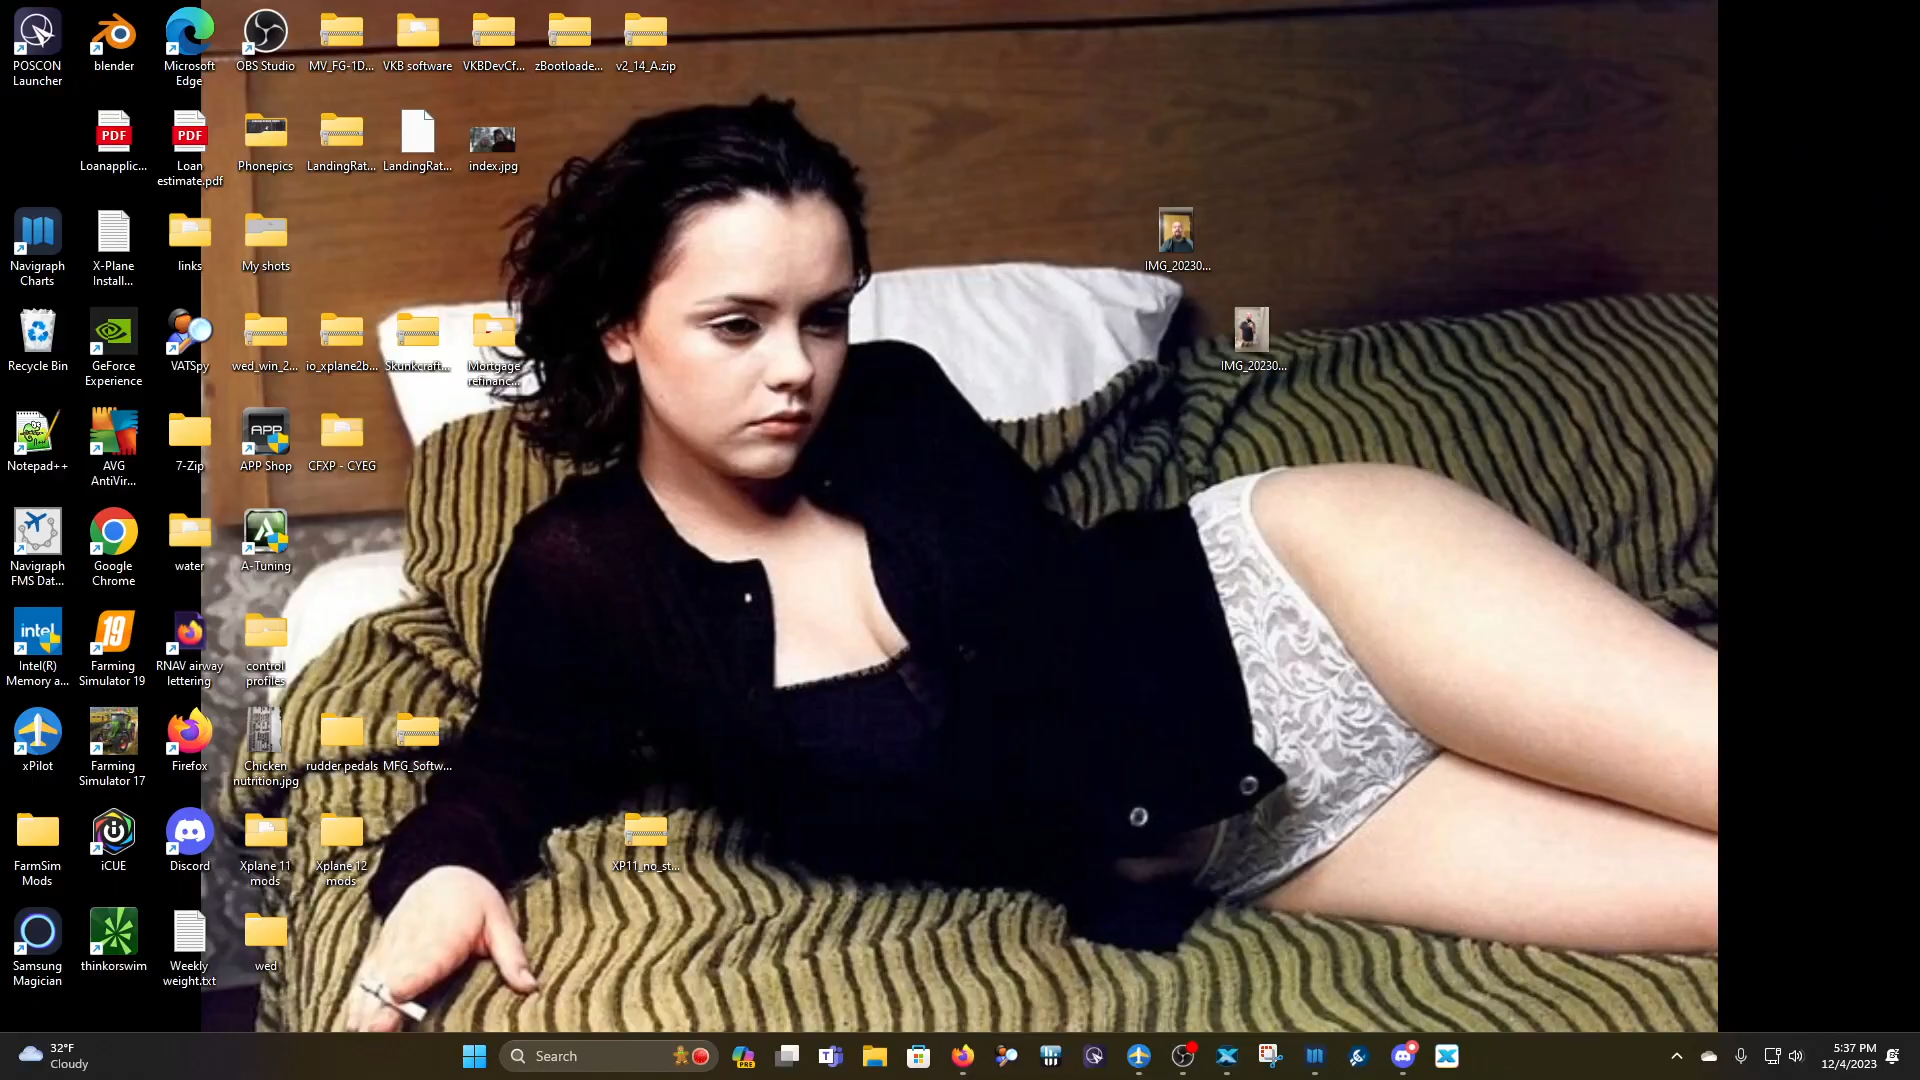 POSCON
Launcher
blender
Microsoft
Edge
OBS Studio
MV_FG-1D...
VKB software
VKBDevCf...
zBootloade...
v2_14_A.zip
PDF
Loanapplic...
PDF
Loan
estimate.pdf
Phonepics
LandingRat...
LandingRat...
index.jpg
Navigraph
Charts
X-Plane
Install...
links
My shots
IMG_20230...
Recycle Bin
GeForce
Experience
VATSpy
wed_win_2...
io_xplane2b...
Skunkcraft...
Mortgage
refinanc...
IMG_20230...
Notepad++
AVG
AntiVir...
7-Zip
APP
APP Shop
CFXP - CYEG
Navigraph
FMS Dat...
Google
Chrome
water
A-Tuning
intel
Intel(R)
Memory a...
19
Farming
Simulator 19
RNAV airway
lettering
control
profiles
xPilot
Farming
Simulator 17
Firefox
Chicken
nutrition.jpg
rudder pedals
MFG_Softw...
FarmSim
Mods
iCUE
Discord
Xplane 11
mods
Xplane 12
mods
XP11_no_st...
Samsung
Magician
thinkorswim
Weekly
weight.txt
wed
32°F
Cloudy
Search
PRE
5:37 PM
12/4/2023